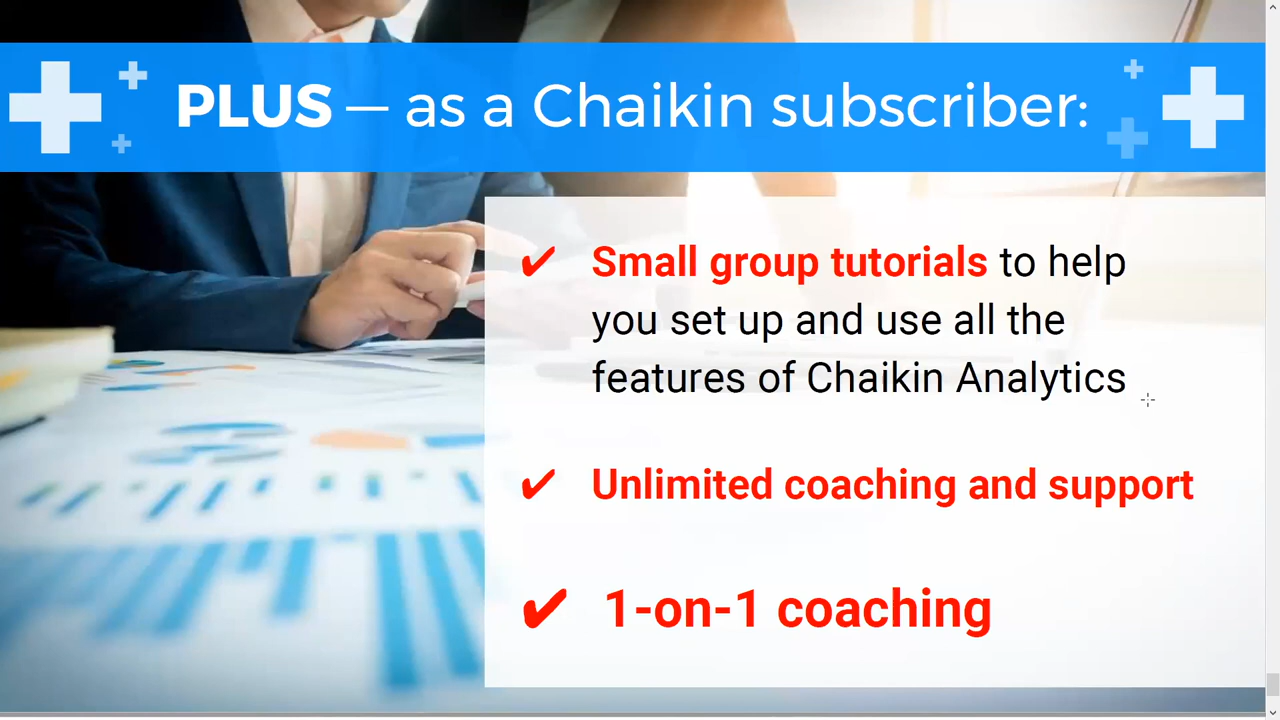 PLUS — as a Chaikin subscriber:
✔ Small group tutorials to help
you set up and use all the
features of Chaikin Analytics
✔ Unlimited coaching and support
✔ 1-on-1 coaching